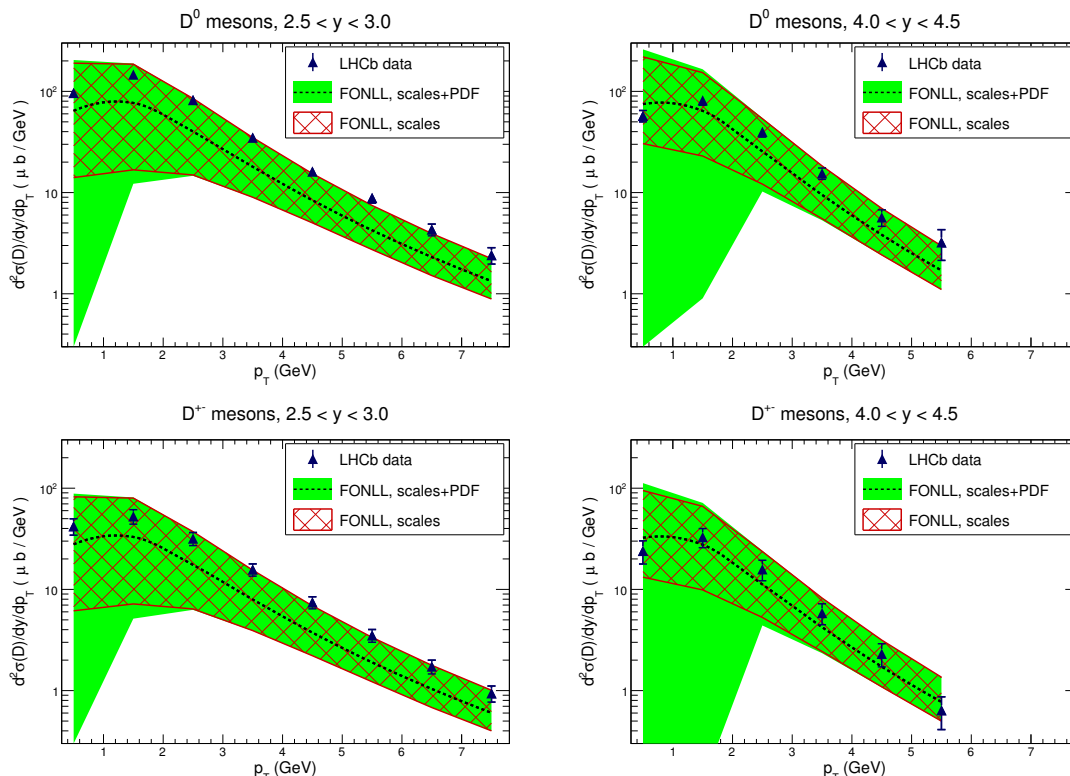 D⁰ mesons, 2.5 < y < 3.0
LHCb data
FONLL, scales+PDF
FONLL, scales
10²
10
1
d²σ(D)/dy/dp_T ( μ b / GeV )
1 2 3 4 5 6 7
p_T (GeV)
D⁰ mesons, 4.0 < y < 4.5
LHCb data
FONLL, scales+PDF
FONLL, scales
10²
10
1
d²σ(D)/dy/dp_T ( μ b / GeV )
1 2 3 4 5 6 7
p_T (GeV)
D⁺⁻ mesons, 2.5 < y < 3.0
LHCb data
FONLL, scales+PDF
FONLL, scales
10²
10
1
d²σ(D)/dy/dp_T ( μ b / GeV )
1 2 3 4 5 6 7
p_T (GeV)
D⁺⁻ mesons, 4.0 < y < 4.5
LHCb data
FONLL, scales+PDF
FONLL, scales
10²
10
1
d²σ(D)/dy/dp_T ( μ b / GeV )
1 2 3 4 5 6 7
p_T (GeV)